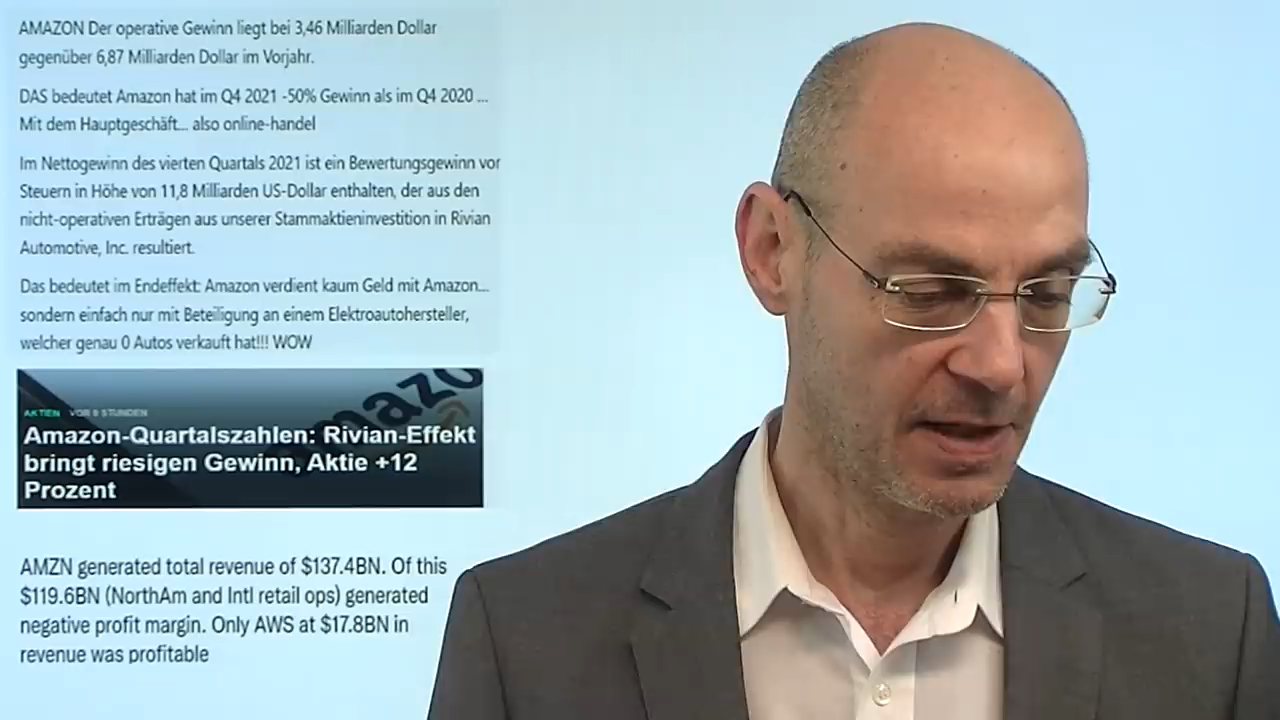 AMAZON Der operative Gewinn liegt bei 3,46 Milliarden Dollar
gegenüber 6,87 Milliarden Dollar im Vorjahr.
DAS bedeutet Amazon hat im Q4 2021 -50% Gewinn als im Q4 2020 ...
Mit dem Hauptgeschäft... also online-handel
Im Nettogewinn des vierten Quartals 2021 ist ein Bewertungsgewinn vor
Steuern in Höhe von 11,8 Milliarden US-Dollar enthalten, der aus den
nicht-operativen Erträgen aus unserer Stammaktieninvestition in Rivian
Automotive, Inc. resultiert.
Das bedeutet im Endeffekt: Amazon verdient kaum Geld mit Amazon...
sondern einfach nur mit Beteiligung an einem Elektroautohersteller,
welcher genau 0 Autos verkauft hat!!! WOW
amazo
AKTIEN VOR 8 STUNDEN
Amazon-Quartalszahlen: Rivian-Effekt
bringt riesigen Gewinn, Aktie +12
Prozent
AMZN generated total revenue of $137.4BN. Of this
$119.6BN (NorthAm and Intl retail ops) generated
negative profit margin. Only AWS at $17.8BN in
revenue was profitable